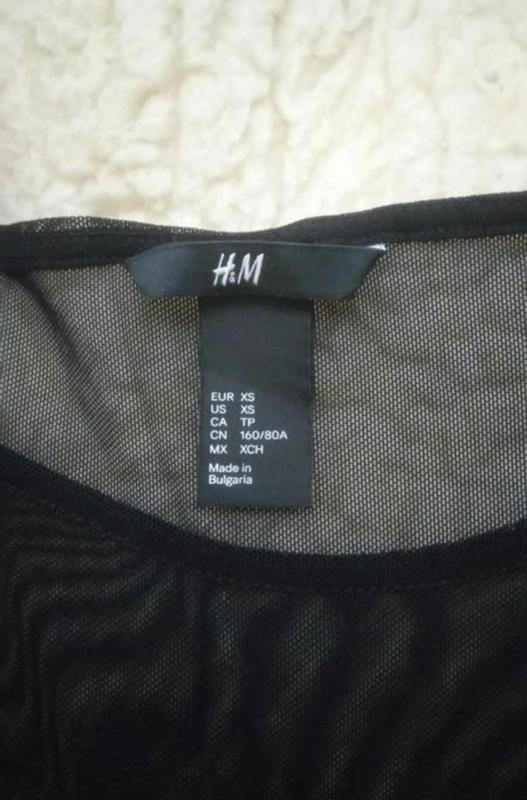 H&M
EUR XS
US XS
CA TP
CN 160/80A
MX XCH
Made in
Bulgaria